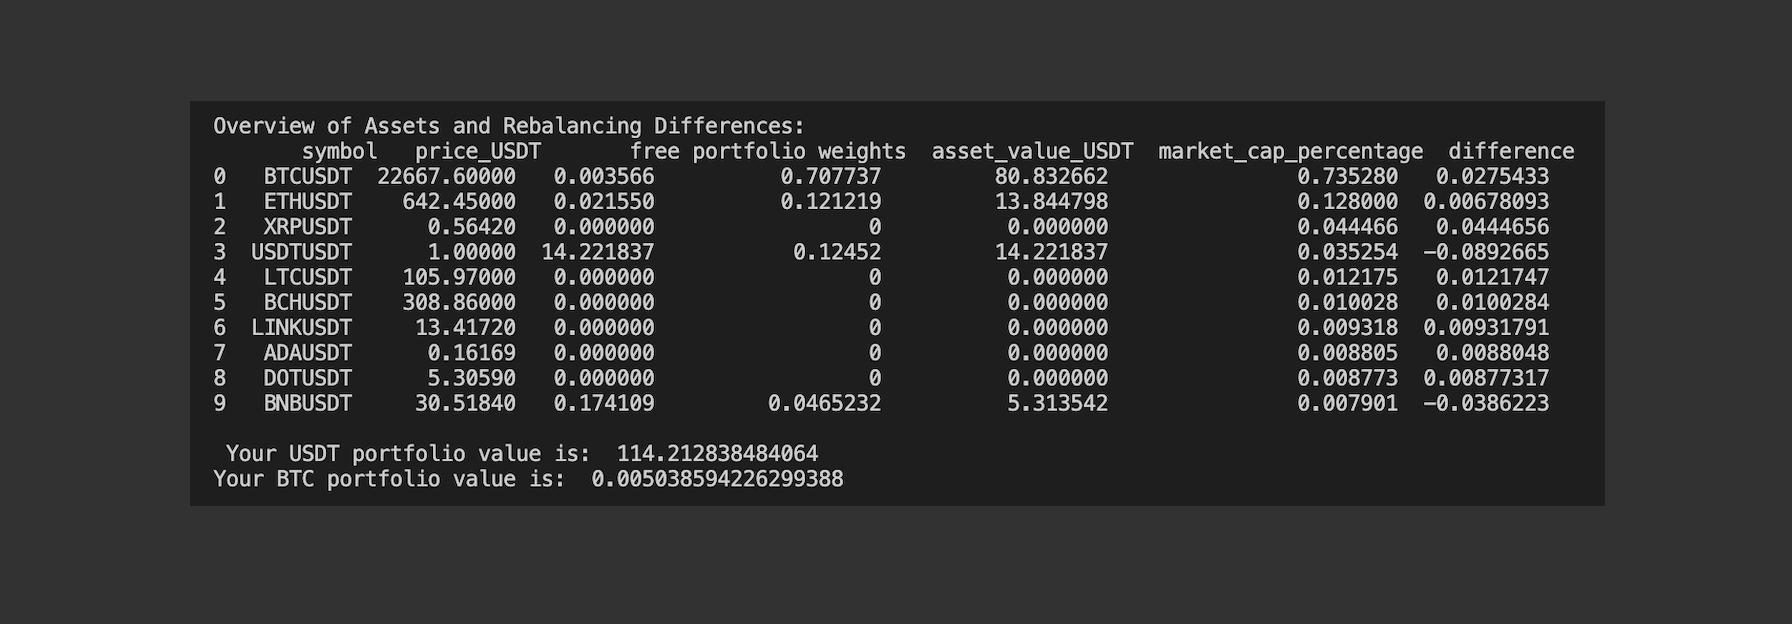 Overview of Assets and Rebalancing Differences:
symbol price_USDT free portfolio weights asset_value_USDT market_cap_percentage difference
0 BTCUSDT 22667.60000 0.003566 0.707737 80.832662 0.735280 0.0275433
1 ETHUSDT 642.45000 0.021550 0.121219 13.844798 0.128000 0.00678093
2 XRPUSDT 0.56420 0.000000 0 0.000000 0.044466 0.0444656
3 USDTUSDT 1.00000 14.221837 0.12452 14.221837 0.035254 −0.0892665
4 LTCUSDT 105.97000 0.000000 0 0.000000 0.012175 0.0121747
5 BCHUSDT 308.86000 0.000000 0 0.000000 0.010028 0.0100284
6 LINKUSDT 13.41720 0.000000 0 0.000000 0.009318 0.00931791
7 ADAUSDT 0.16169 0.000000 0 0.000000 0.008805 0.0088048
8 DOTUSDT 5.30590 0.000000 0 0.000000 0.008773 0.00877317
9 BNBUSDT 30.51840 0.174109 0.0465232 5.313542 0.007901 −0.0386223
Your USDT portfolio value is: 114.212838484064
Your BTC portfolio value is: 0.005038594226299388